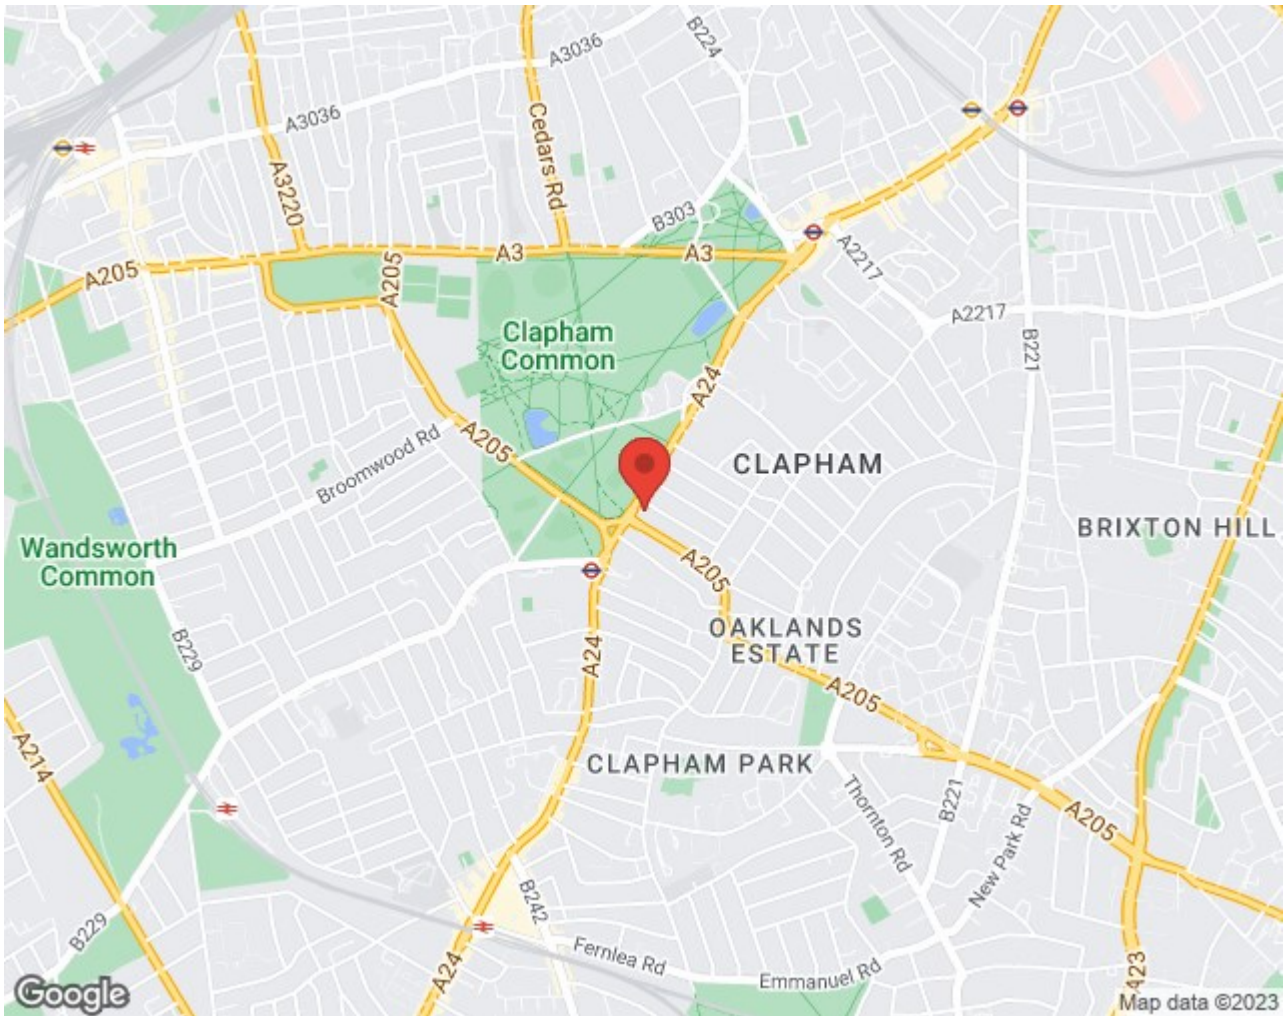 B224
A3036
A3036
Cedars Rd
A3220
B303
A3
A3
A205
A205
A2217
A2217
B221
Clapham
Common
A24
Broomwood Rd
A205
CLAPHAM
BRIXTON HILL
Wandsworth
Common
A205
OAKLANDS
ESTATE
B229
A24
A205
A214
CLAPHAM PARK
Thornton Rd
B221
New Park Rd
A205
B242
B229
Fernlea Rd
Emmanuel Rd
A24
A23
Google
Map data ©2023